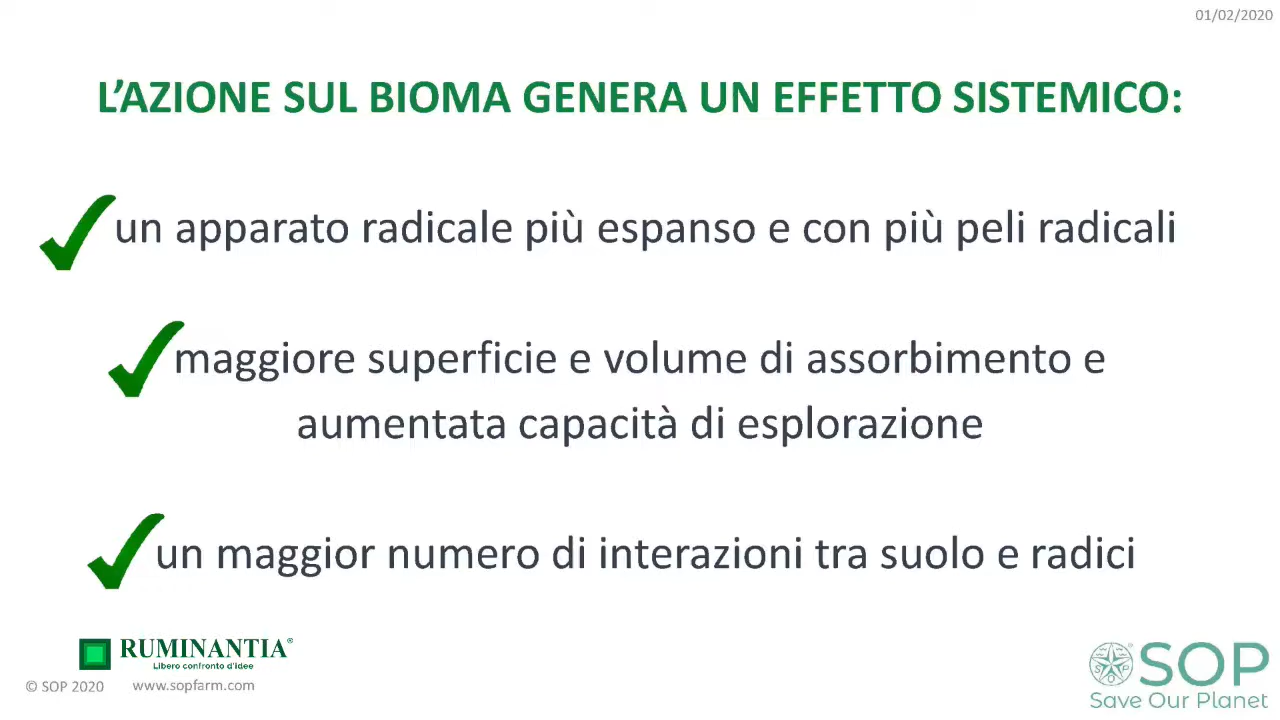 01/02/2020
L'AZIONE SUL BIOMA GENERA UN EFFETTO SISTEMICO:
un apparato radicale più espanso e con più peli radicali
maggiore superficie e volume di assorbimento e
aumentata capacità di esplorazione
un maggior numero di interazioni tra suolo e radici
RUMINANTIA®
Libero confronto d'idee
© SOP 2020 www.sopfarm.com
SOP
® SOP
Save Our Planet